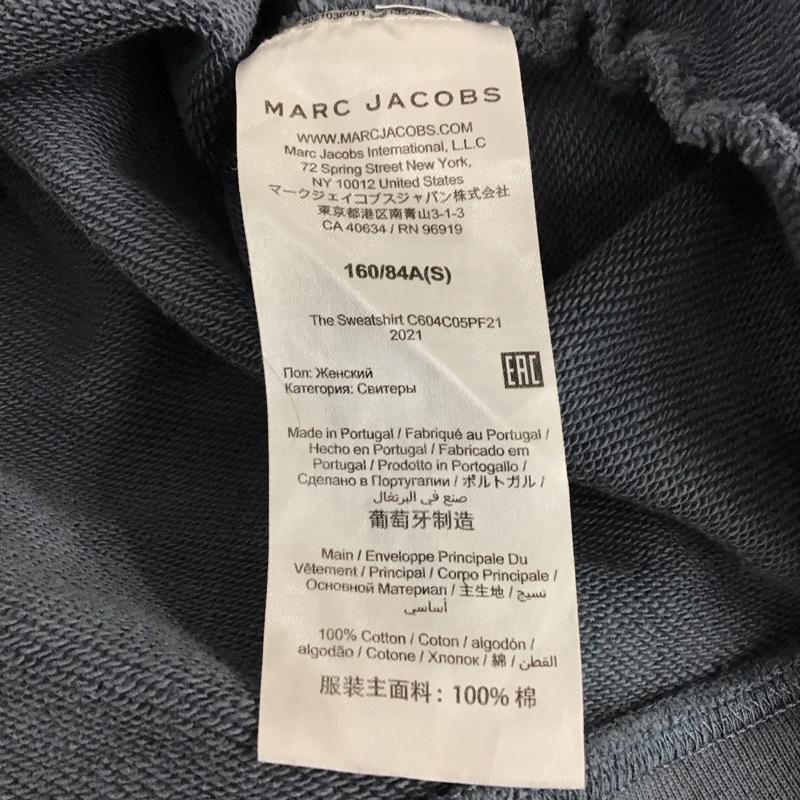 MARC JACOBS
WWW.MARCJACOBS.COM
Marc Jacobs International, L.L.C
72 Spring Street New York,
NY 10012 United States
マークジェイコブスジャパン株式会社
東京都港区南青山3-1-3
CA 40634 / RN 96919
160/84A(S)
The Sweatshirt C604C05PF21
2021
EAC
Пол: Женский
Категория: Свитеры
Made in Portugal / Fabriqué au Portugal /
Hecho en Portugal / Fabricado em
Portugal / Prodotto in Portogallo /
Сделано в Португалии / ポルトガル /
صنع في البرتغال
葡萄牙制造
Main / Enveloppe Principale Du
Vêtement / Principal / Corpo Principale /
Основной Материал / 主生地 / نسيج
أساسي
100% Cotton / Coton / algodón /
algodão / Cotone / Хлопок / 綿 / القطن
服装主面料: 100% 棉